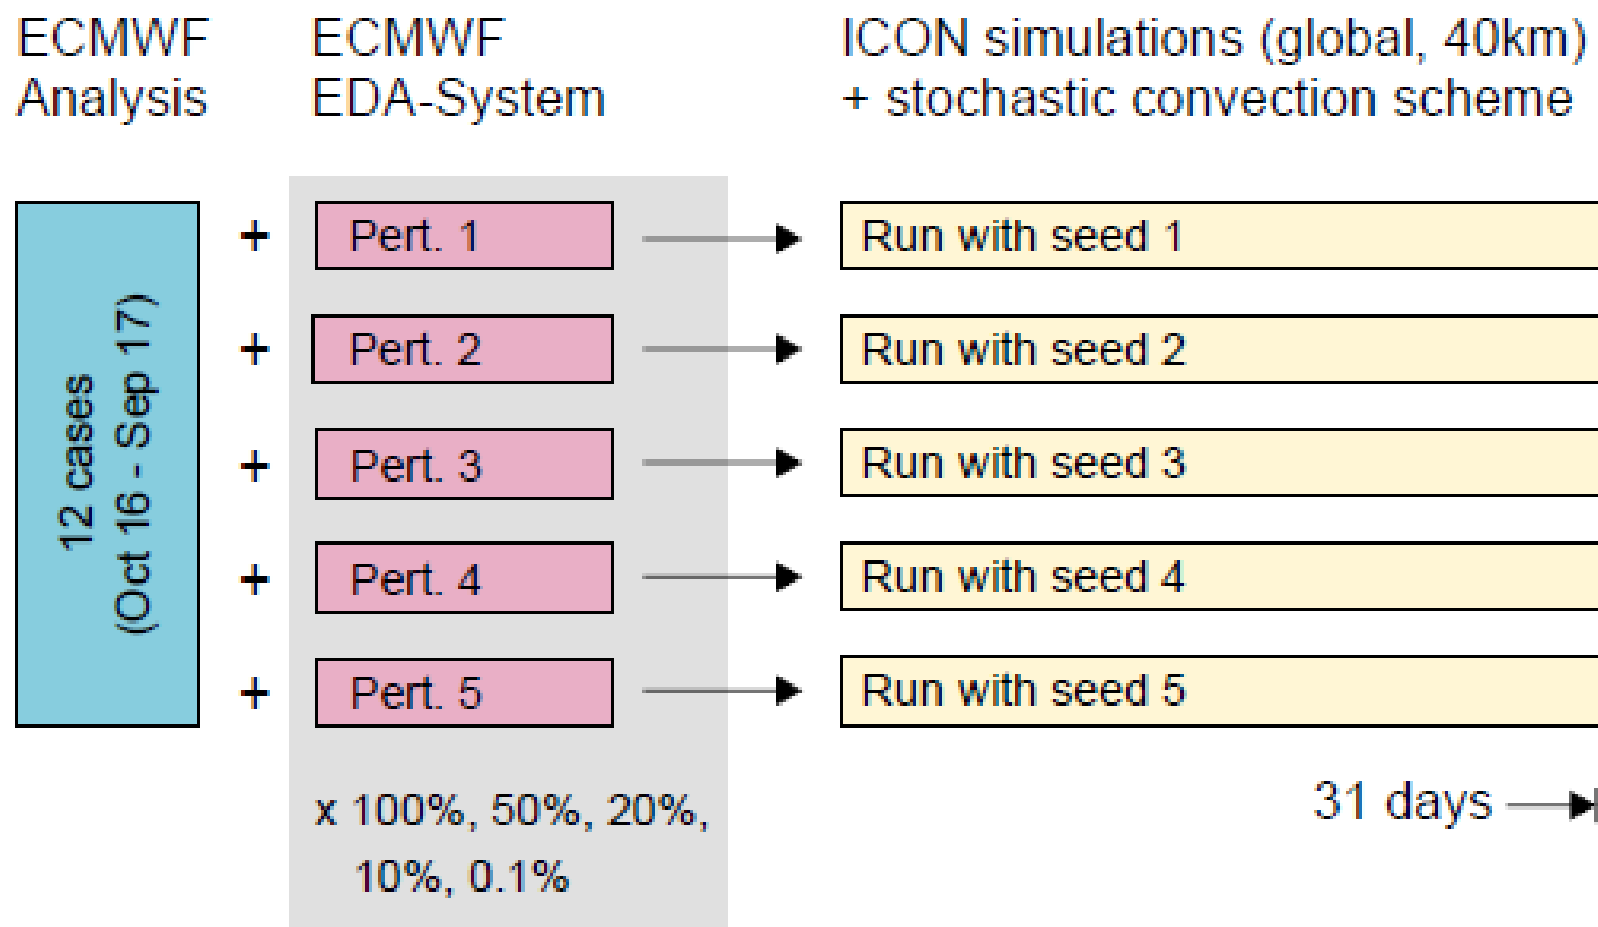 ECMWF
Analysis
ECMWF
EDA-System
ICON simulations (global, 40km)
+ stochastic convection scheme
12 cases
(Oct 16 - Sep 17)
+ Pert. 1 Run with seed 1
+ Pert. 2 Run with seed 2
+ Pert. 3 Run with seed 3
+ Pert. 4 Run with seed 4
+ Pert. 5 Run with seed 5
x 100%, 50%, 20%,
10%, 0.1%
31 days